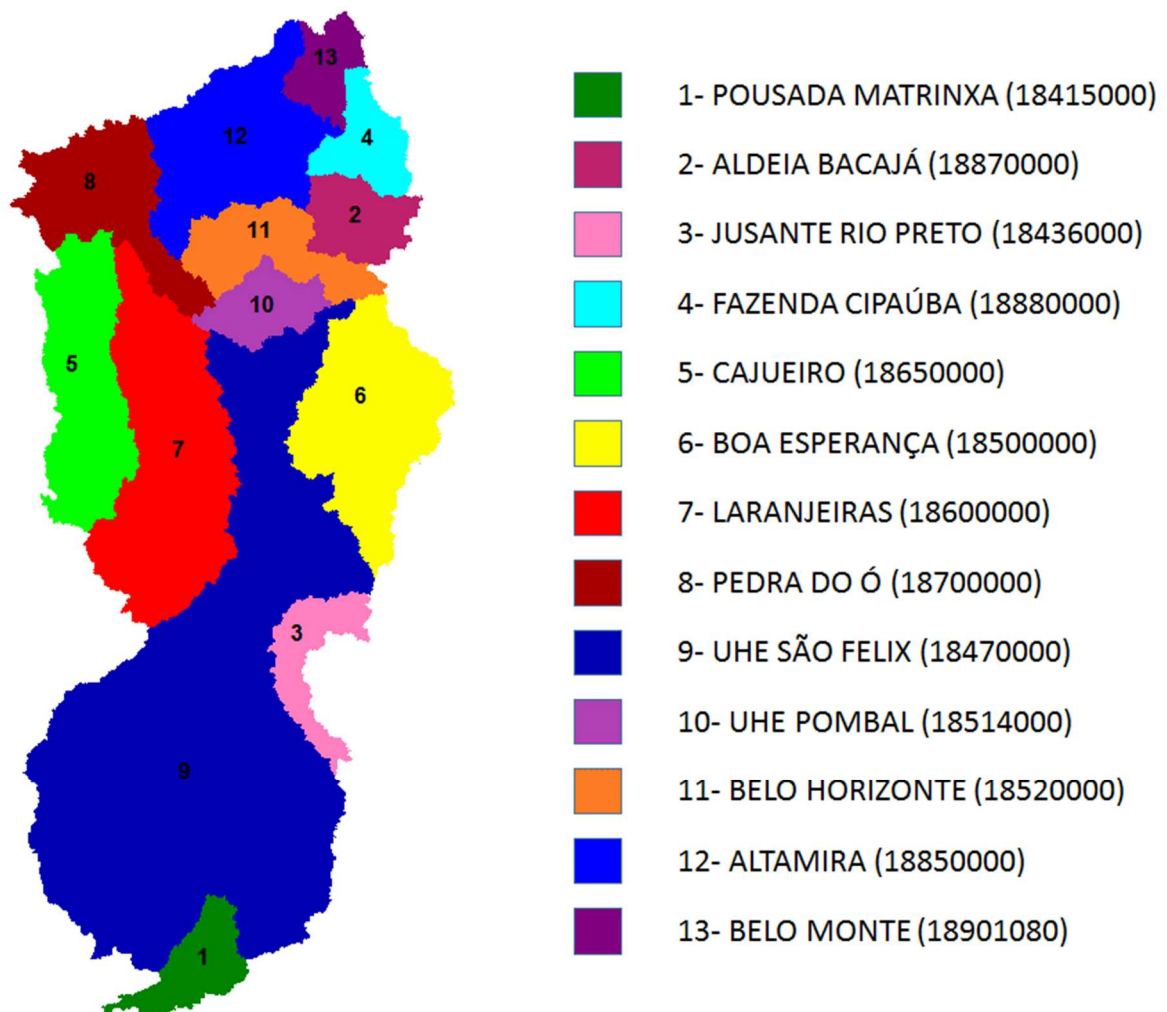 13
12
4
8
2
11
10
5
6
7
3
9
1
1- POUSADA MATRINXA (18415000)
2- ALDEIA BACAJÁ (18870000)
3- JUSANTE RIO PRETO (18436000)
4- FAZENDA CIPAÚBA (18880000)
5- CAJUEIRO (18650000)
6- BOA ESPERANÇA (18500000)
7- LARANJEIRAS (18600000)
8- PEDRA DO Ó (18700000)
9- UHE SÃO FELIX (18470000)
10- UHE POMBAL (18514000)
11- BELO HORIZONTE (18520000)
12- ALTAMIRA (18850000)
13- BELO MONTE (18901080)